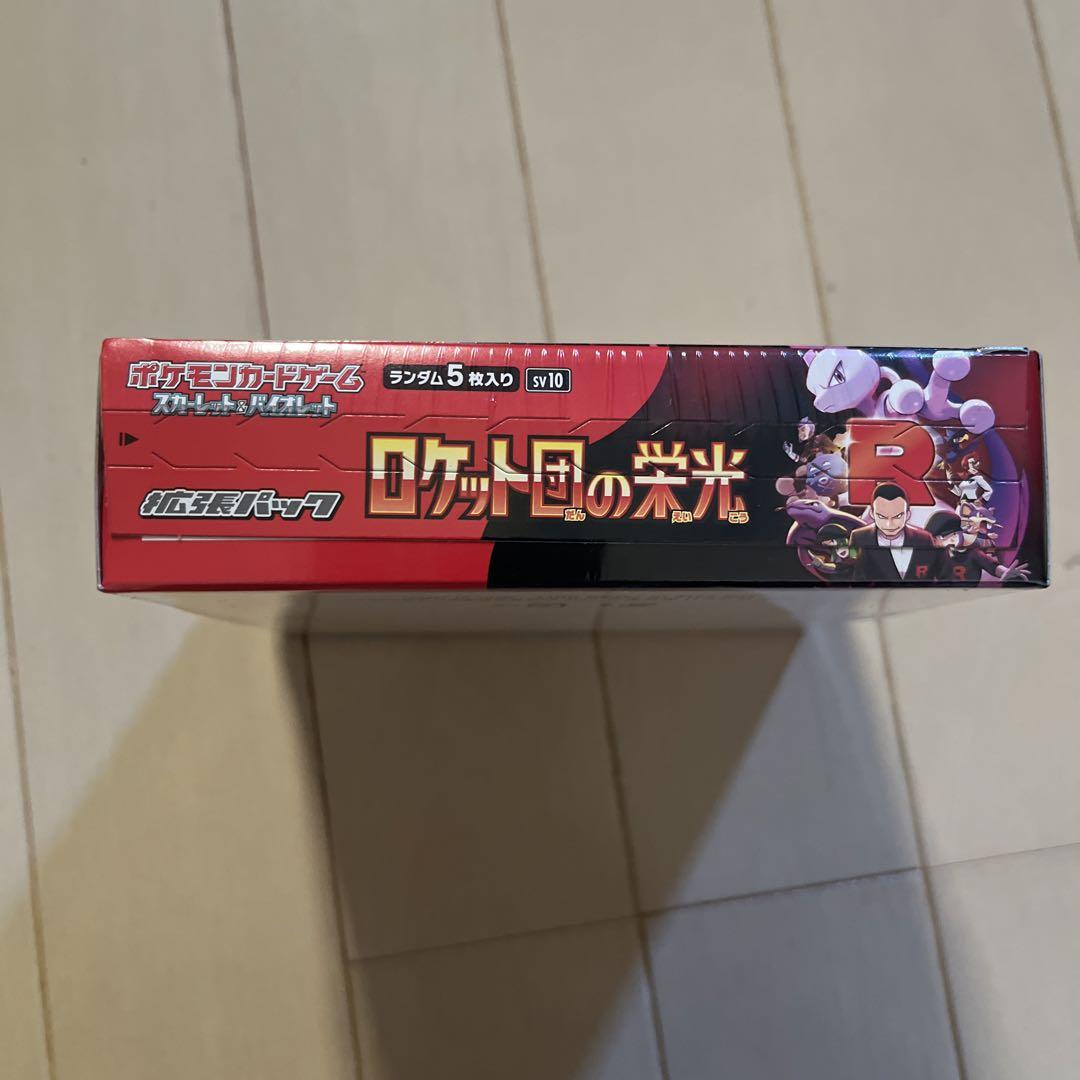 ポケモンカードゲーム
スカーレット&バイオレット
ランダム5枚入り
SV10
拡張パック
ロケット団の栄光
だん えい こう
R
R R